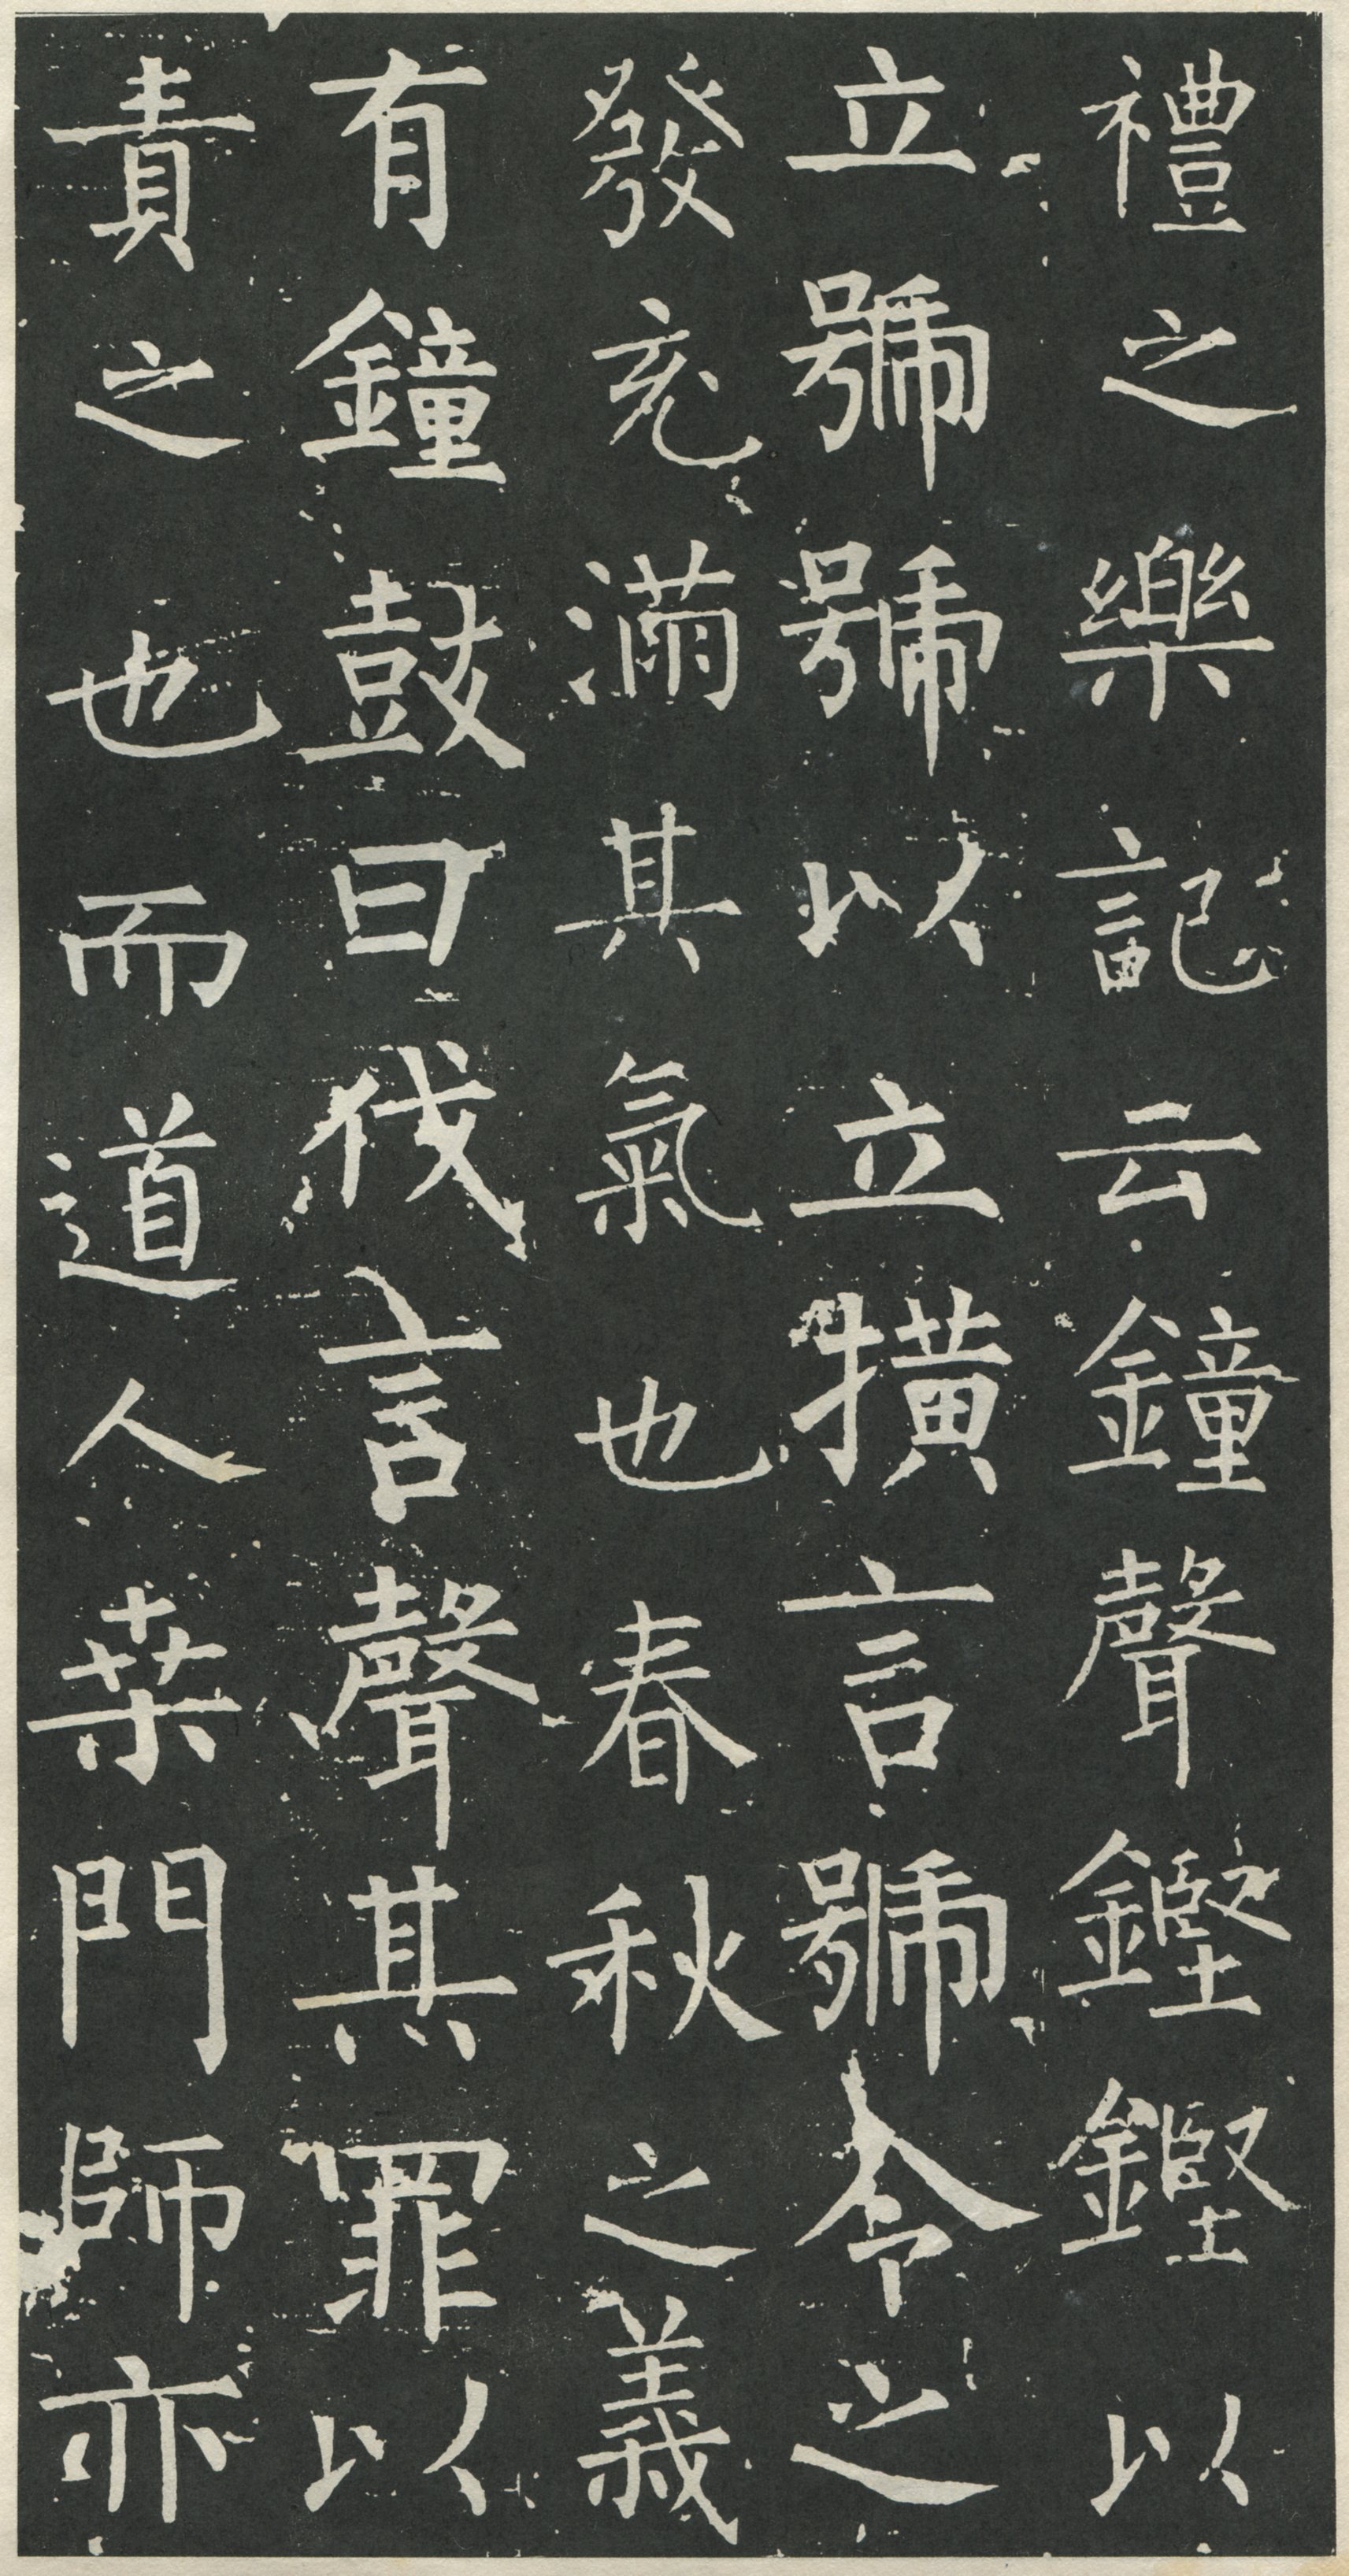 禮之樂記云鐘聲鏗鏗以
立號號以立橫言號令之
發充滿其氣也春秋之義
有鐘鼓曰伐言聲其罪以
責之也而道人桒門師亦